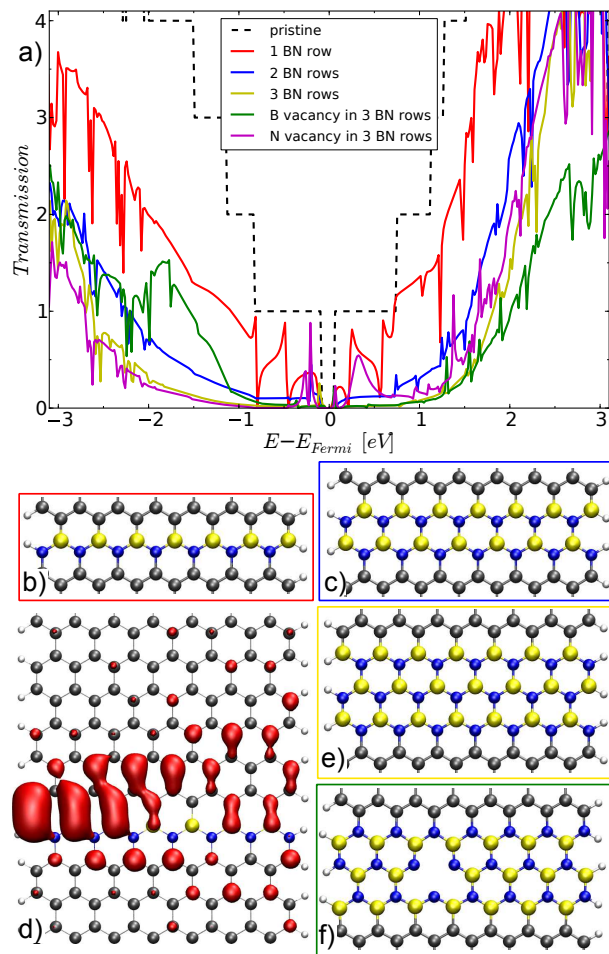 a)
4
3
2
1
0
Transmission
pristine
1 BN row
2 BN rows
3 BN rows
B vacancy in 3 BN rows
N vacancy in 3 BN rows
−3 −2 −1 0 1 2 3
E−E_Fermi [eV]
b)
c)
d)
e)
f)